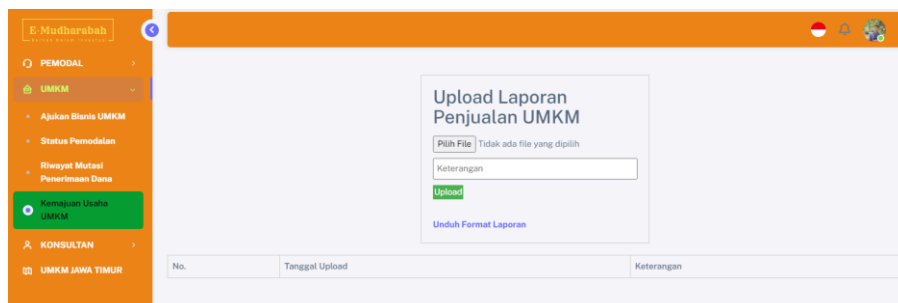 E-Mudharabah
PEMODAL
UMKM
Ajukan Bisnis UMKM
Status Pemodalan
Riwayat Mutasi
Penerimaan Dana
Kemajuan Usaha
UMKM
KONSULTAN
UMKM JAWA TIMUR
Upload Laporan
Penjualan UMKM
Pilih File Tidak ada file yang dipilih
Keterangan
Upload
Unduh Format Laporan
No. Tanggal Upload Keterangan